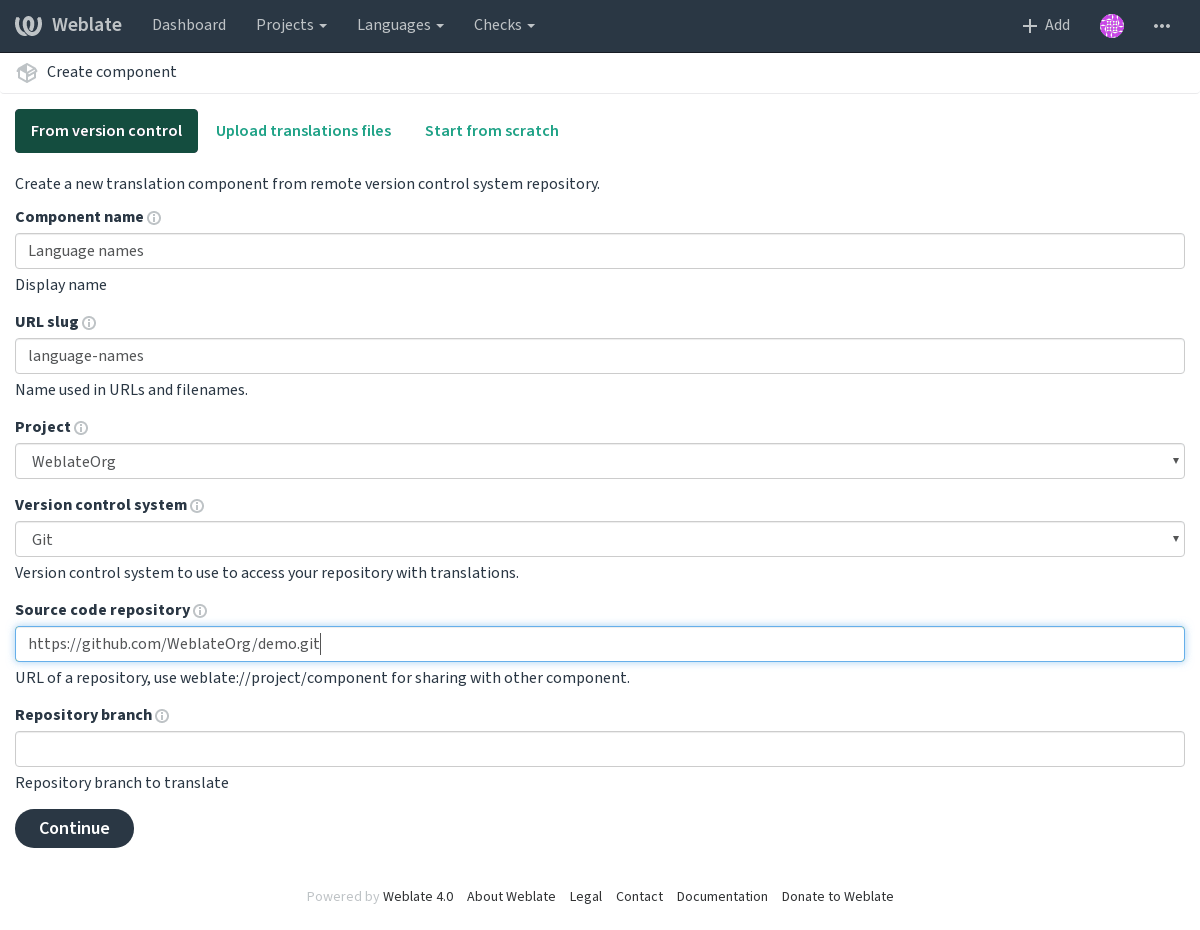 Weblate Dashboard Projects Languages Checks Add
Create component
From version control Upload translations files Start from scratch
Create a new translation component from remote version control system repository.
Component name
Language names
Display name
URL slug
language-names
Name used in URLs and filenames.
Project
WeblateOrg
Version control system
Git
Version control system to use to access your repository with translations.
Source code repository
https://github.com/WeblateOrg/demo.git
URL of a repository, use weblate://project/component for sharing with other component.
Repository branch
Repository branch to translate
Continue
Powered by Weblate 4.0 About Weblate Legal Contact Documentation Donate to Weblate